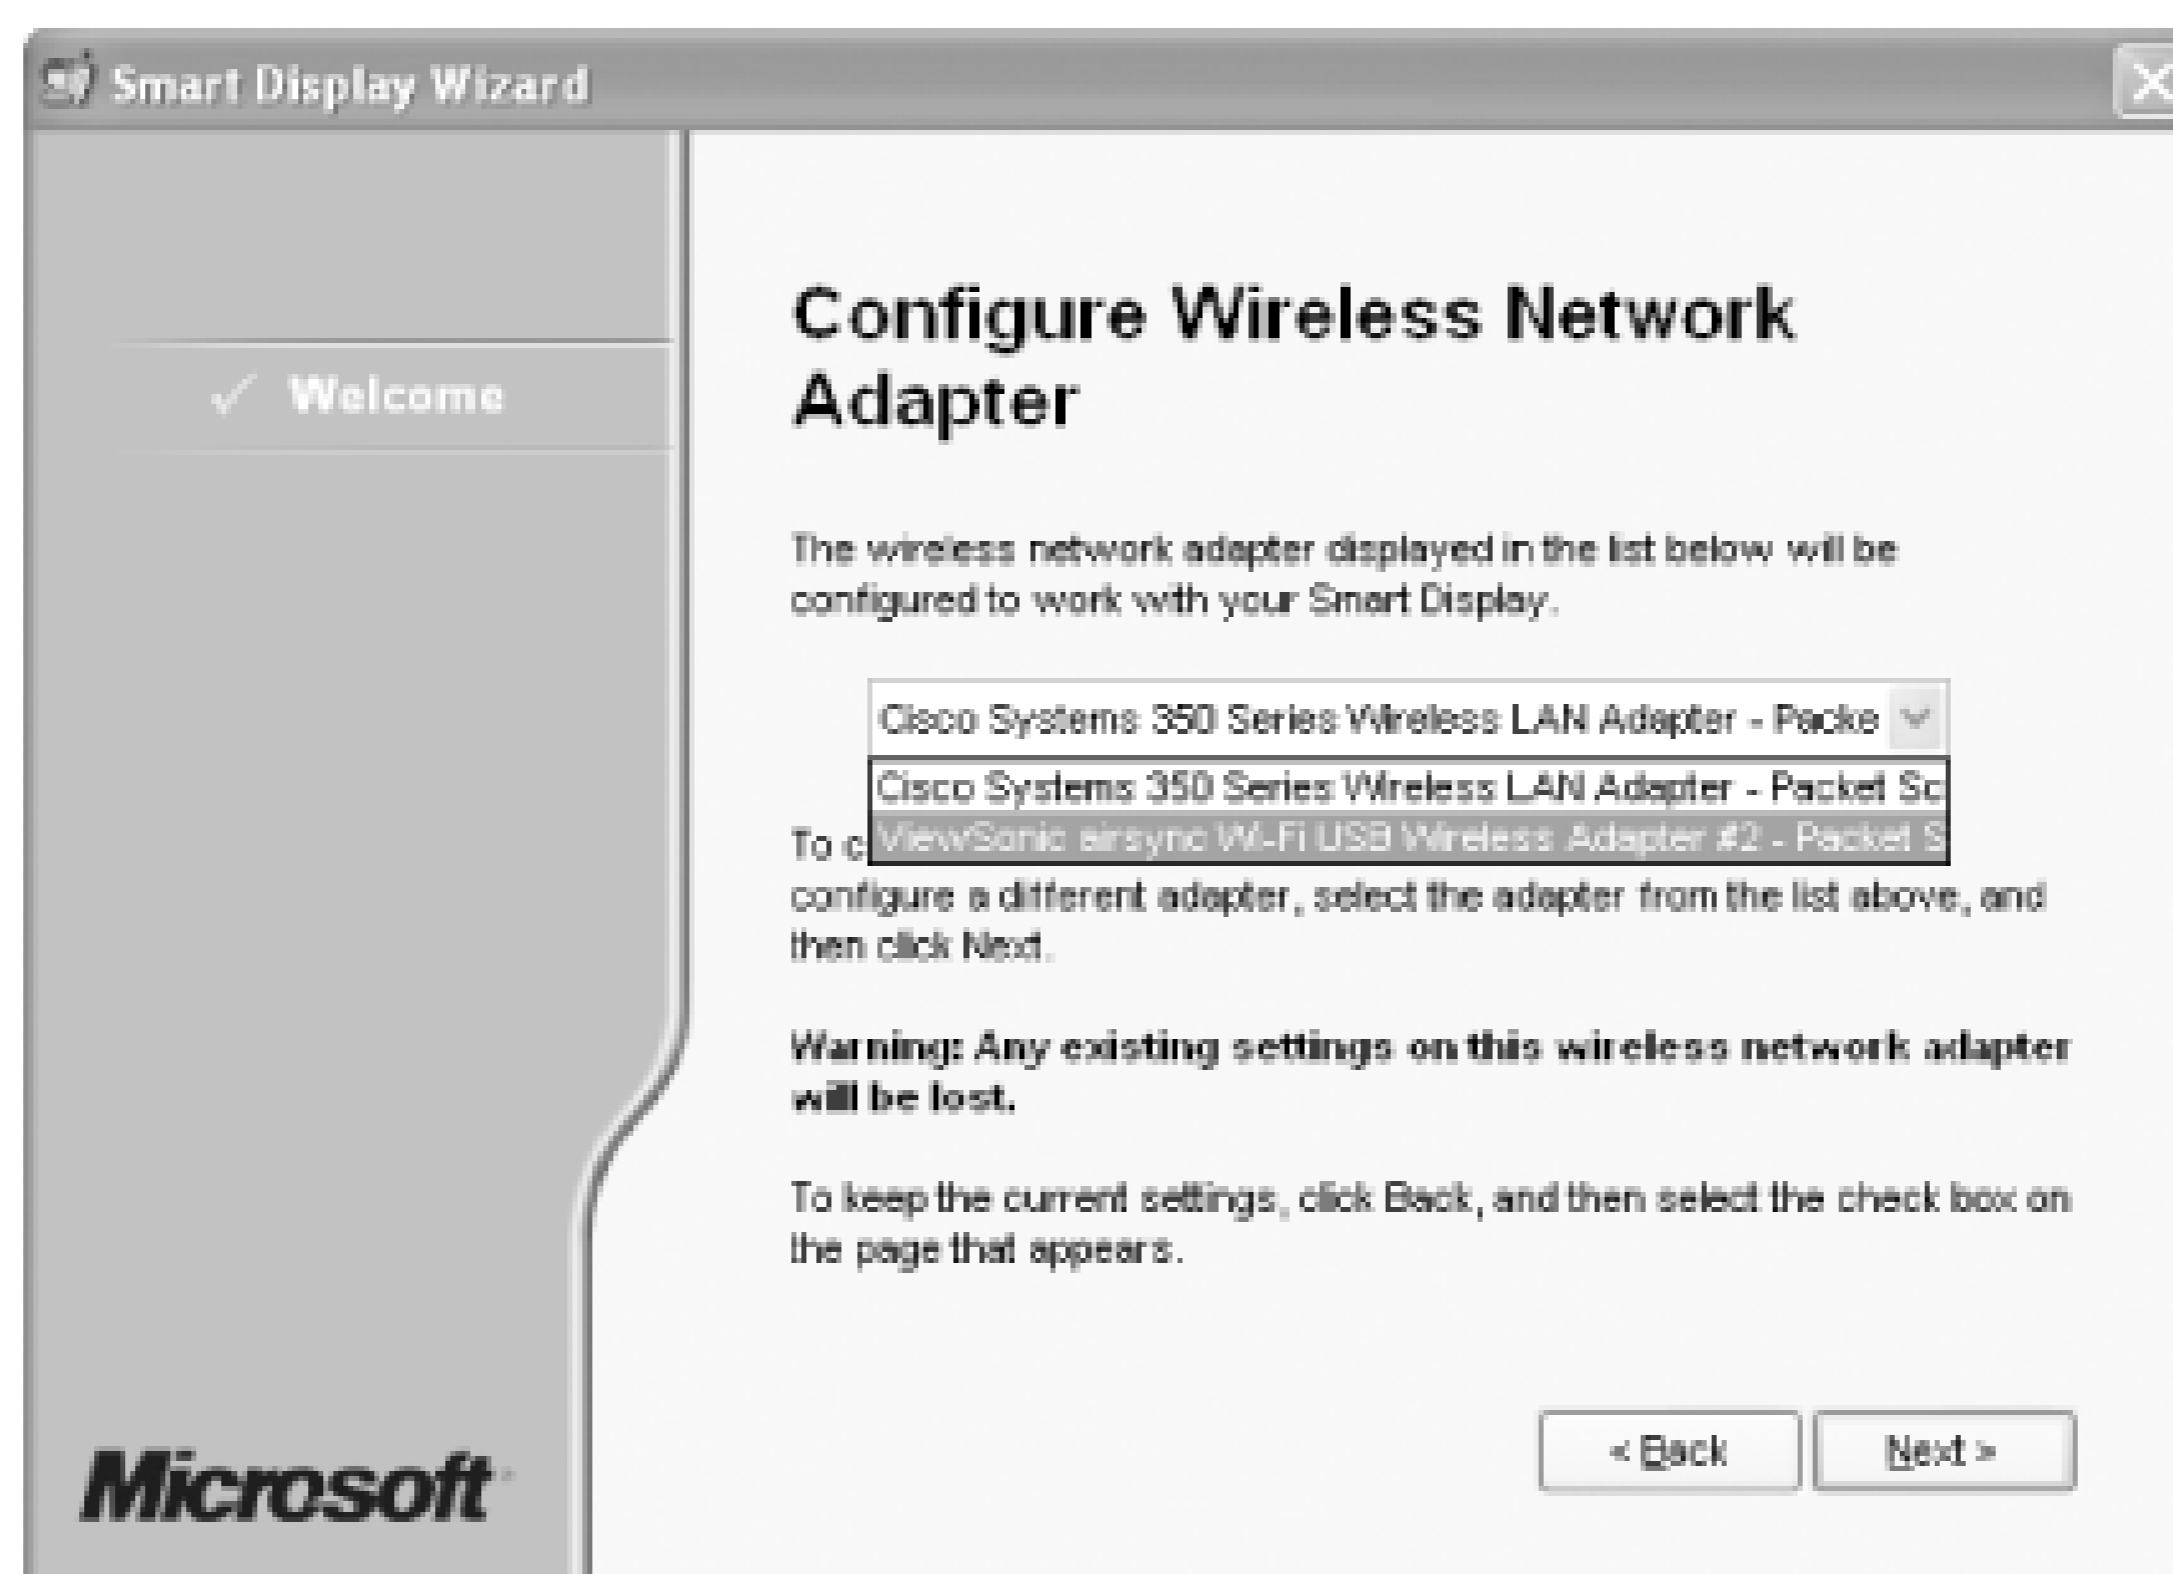 Smart Display Wizard
Welcome
Configure Wireless Network
Adapter
The wireless network adapter displayed in the list below will be
configured to work with your Smart Display.
Cisco Systems 350 Series Wireless LAN Adapter - Packe
Cisco Systems 350 Series Wireless LAN Adapter - Packet Sc
ViewSonic airsync Wi-Fi USB Wireless Adapter #2 - Packet S
To c
configure a different adapter, select the adapter from the list above, and
then click Next.
Warning: Any existing settings on this wireless network adapter
will be lost.
To keep the current settings, click Back, and then select the check box on
the page that appears.
< Back
Next >
Microsoft